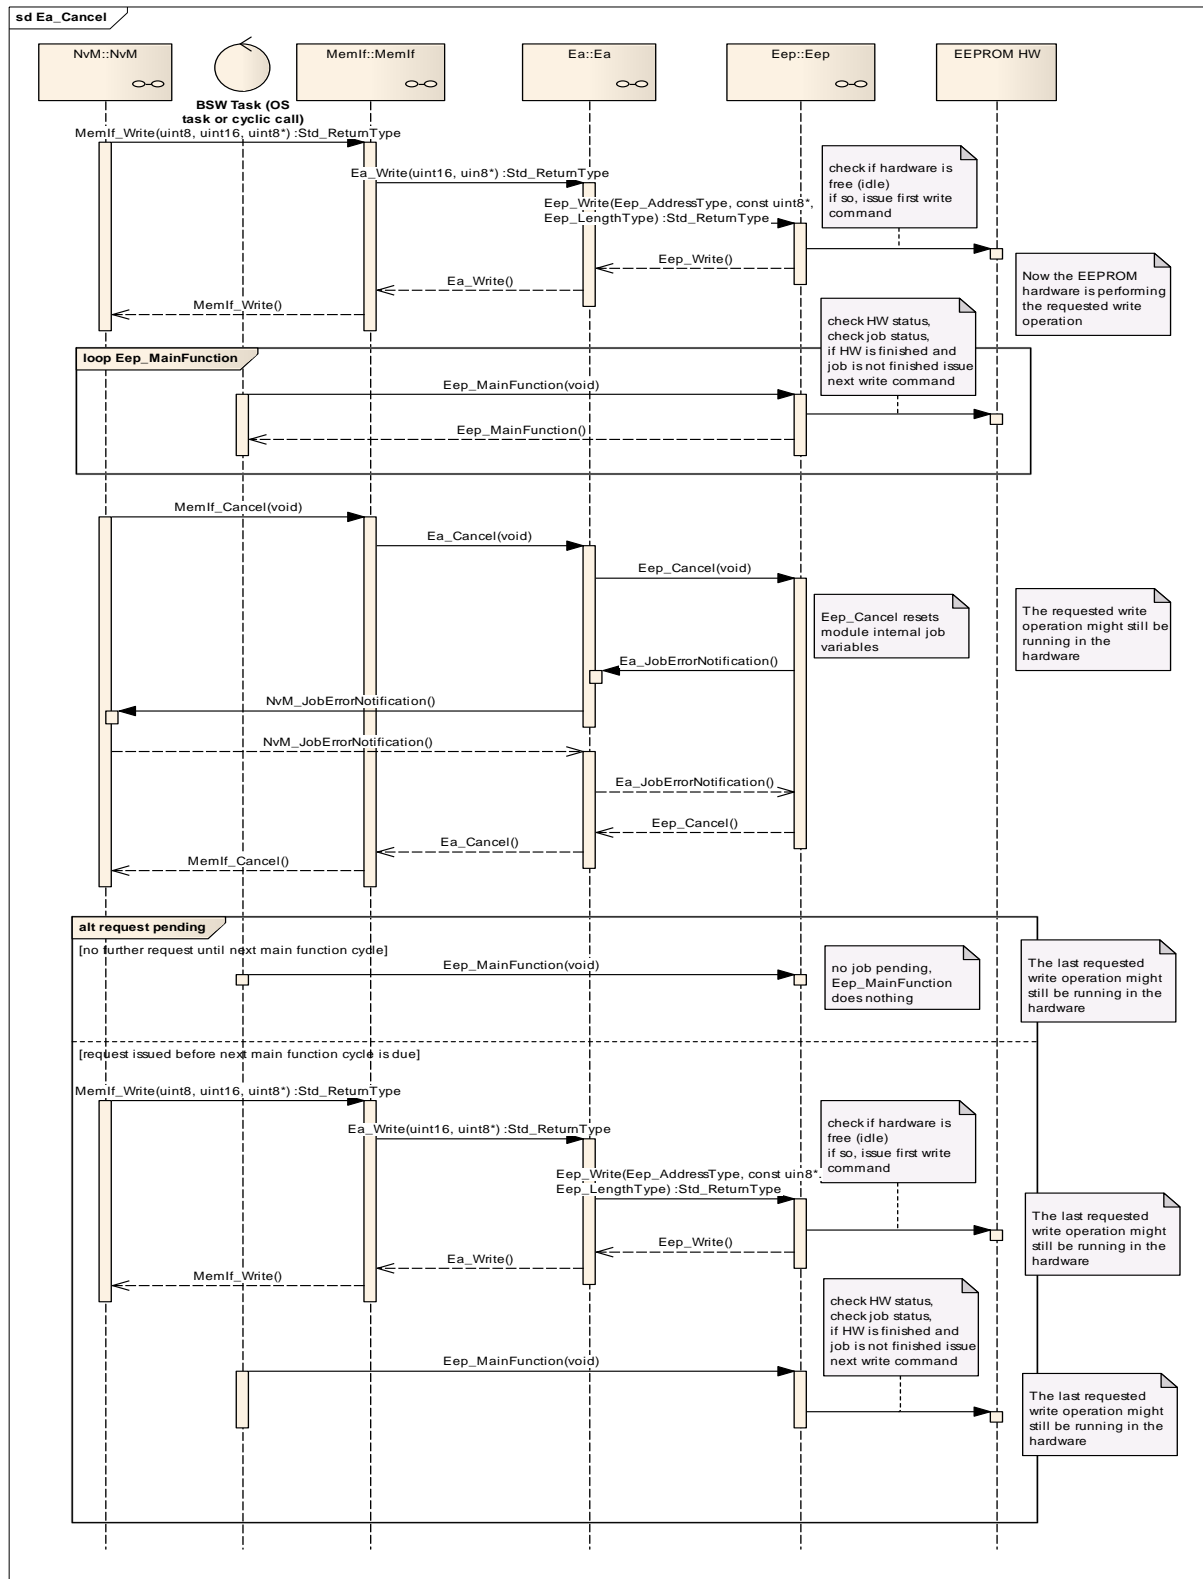 sd Ea_Cancel
NvM::NvM
MemIf::MemIf
Ea::Ea
Eep::Eep
EEPROM HW
BSW Task (OS
task or cyclic call)
MemIf_Write(uint8, uint16, uint8*) :Std_ReturnType
Ea_Write(uint16, uin8*) :Std_ReturnType
Eep_Write(Eep_AddressType, const uint8*,
Eep_LengthType) :Std_ReturnType
check if hardware is
free (idle)
if so, issue first write
command
Eep_Write()
Ea_Write()
MemIf_Write()
Now the EEPROM
hardware is performing
the requested write
operation
check HW status,
check job status,
if HW is finished and
job is not finished issue
next write command
loop Eep_MainFunction
Eep_MainFunction(void)
Eep_MainFunction()
MemIf_Cancel(void)
Ea_Cancel(void)
Eep_Cancel(void)
Eep_Cancel resets
module internal job
variables
The requested write
operation might still be
running in the
hardware
Ea_JobErrorNotification()
NvM_JobErrorNotification()
NvM_JobErrorNotification()
Ea_JobErrorNotification()
Eep_Cancel()
Ea_Cancel()
MemIf_Cancel()
alt request pending
[no further request until next main function cycle]
Eep_MainFunction(void)
no job pending,
Eep_MainFunction
does nothing
The last requested
write operation might
still be running in the
hardware
[request issued before next main function cycle is due]
MemIf_Write(uint8, uint16, uint8*) :Std_ReturnType
Ea_Write(uint16, uint8*) :Std_ReturnType
Eep_Write(Eep_AddressType, const uin8*.
Eep_LengthType) :Std_ReturnType
check if hardware is
free (idle)
if so, issue first write
command
The last requested
write operation might
still be running in the
hardware
Eep_Write()
Ea_Write()
MemIf_Write()
check HW status,
check job status,
if HW is finished and
job is not finished issue
next write command
Eep_MainFunction(void)
The last requested
write operation might
still be running in the
hardware